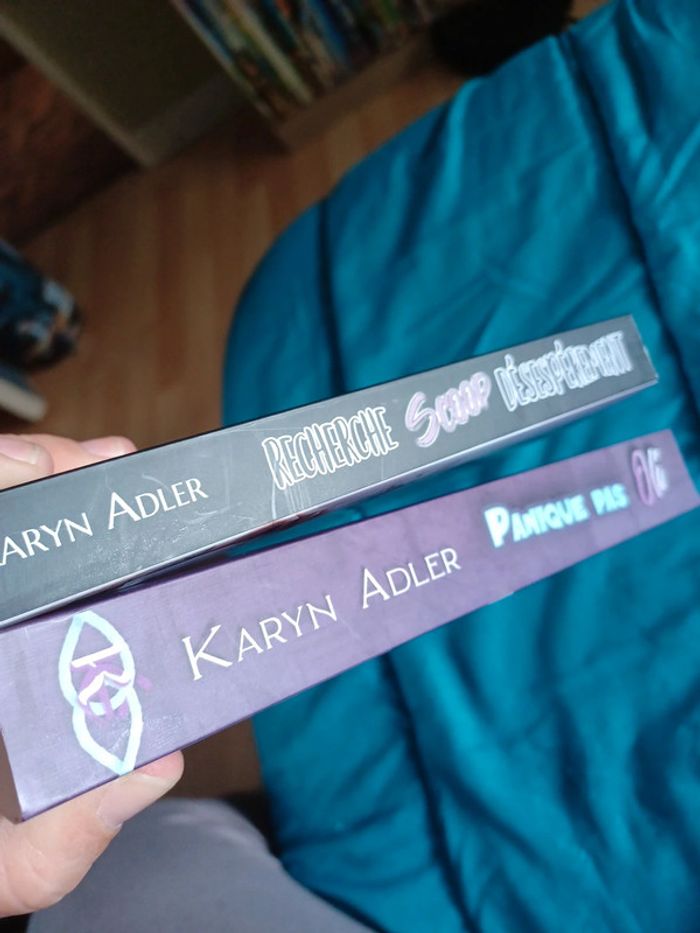 ARYN ADLER RECHERCHE SCOOP DÉSESPÉRÉMENT
KARYN ADLER PANIQUE PAS